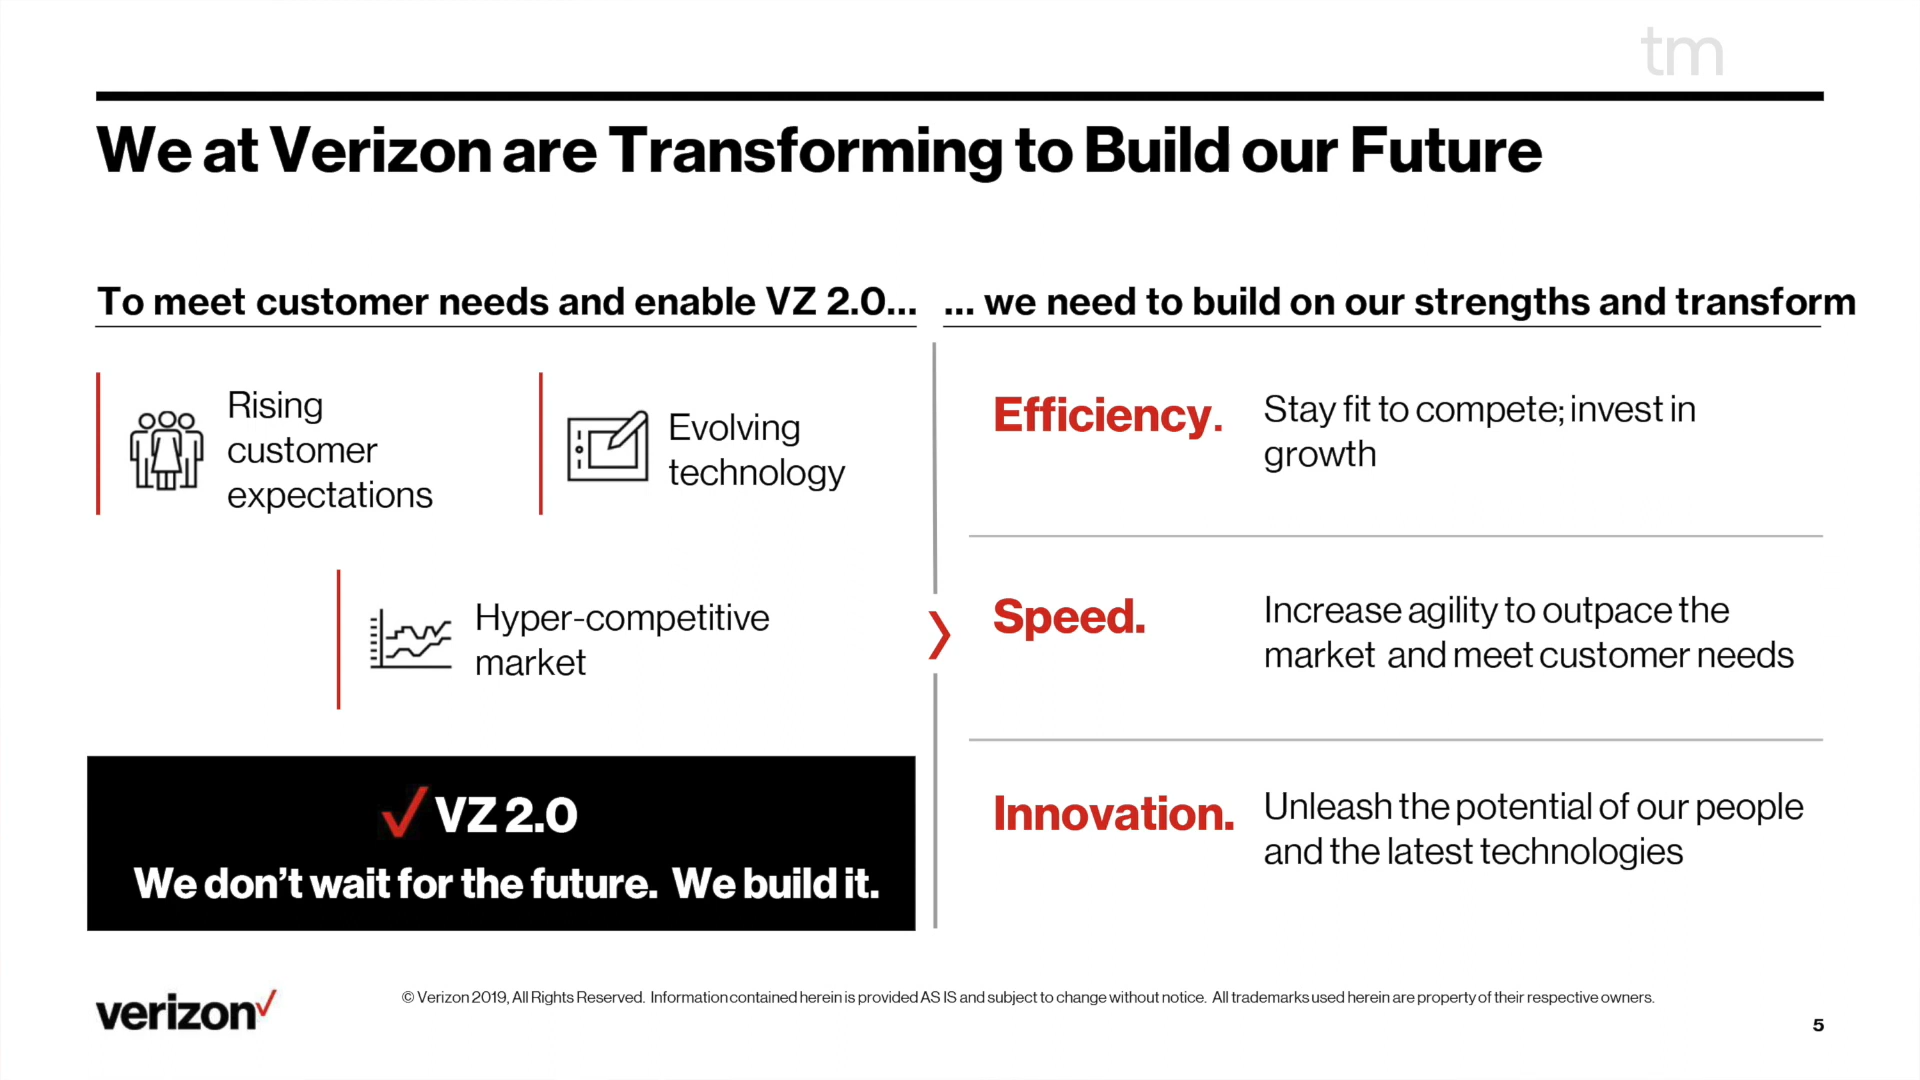 tm
We at Verizon are Transforming to Build our Future
To meet customer needs and enable VZ 2.0...
Rising
customer
expectations
Evolving
technology
Hyper-competitive
market
VZ 2.0
We don't wait for the future. We build it.
... we need to build on our strengths and transform
Efficiency.
Stay fit to compete; invest in
growth
Speed.
Increase agility to outpace the
market and meet customer needs
Innovation.
Unleash the potential of our people
and the latest technologies
verizon
© Verizon 2019, All Rights Reserved. Information contained herein is provided AS IS and subject to change without notice. All trademarks used herein are property of their respective owners.
5